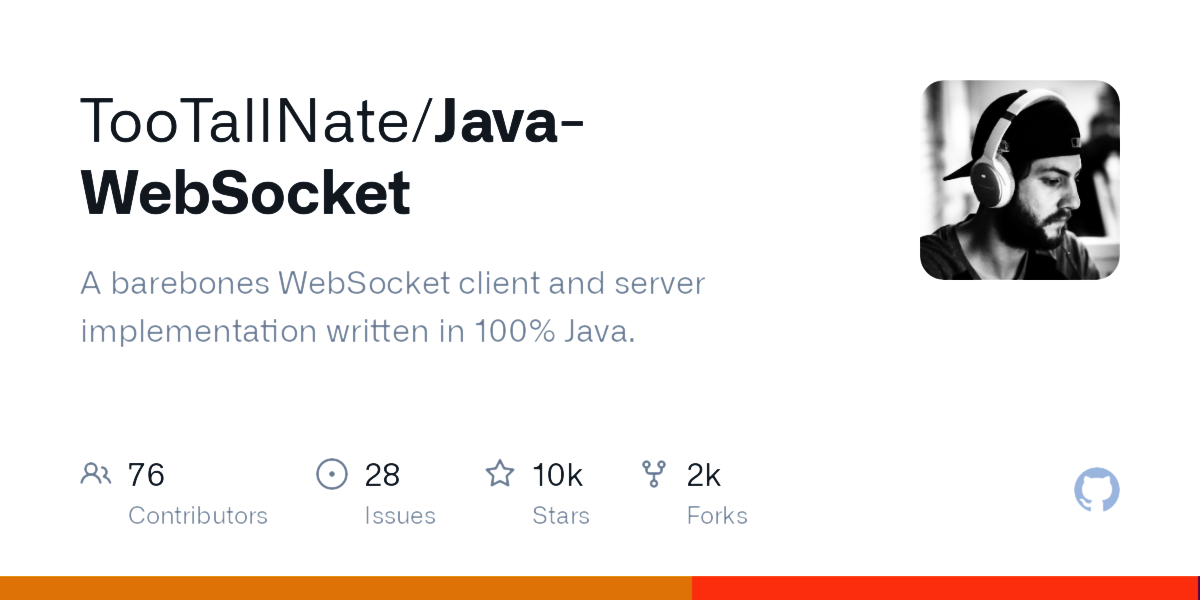 TooTallNate/Java-
WebSocket
A barebones WebSocket client and server
implementation written in 100% Java.
76 28 10k 2k
Contributors Issues Stars Forks